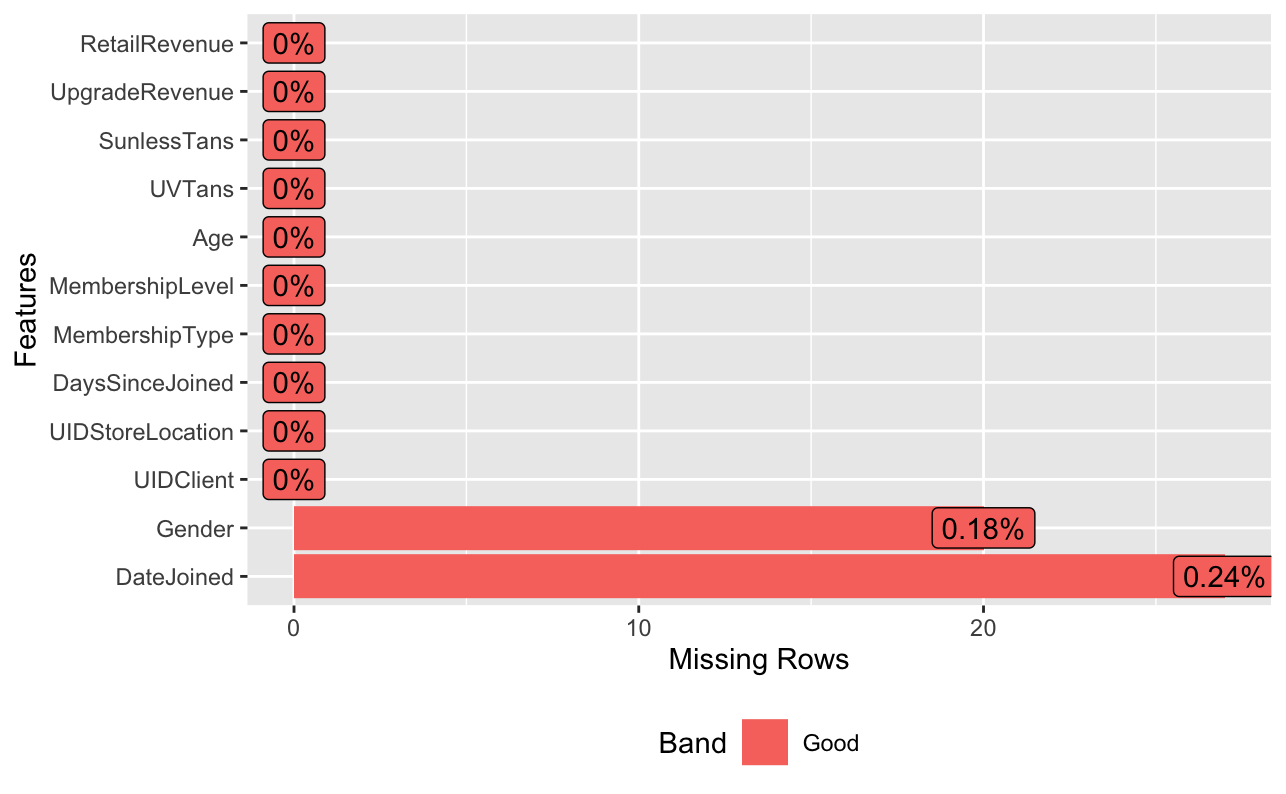 RetailRevenue 0%
UpgradeRevenue 0%
SunlessTans 0%
UVTans 0%
Age 0%
MembershipLevel 0%
MembershipType 0%
DaysSinceJoined 0%
UIDStoreLocation 0%
UIDClient 0%
Gender 0.18%
DateJoined 0.24%
Features
0 10 20
Missing Rows
Band Good